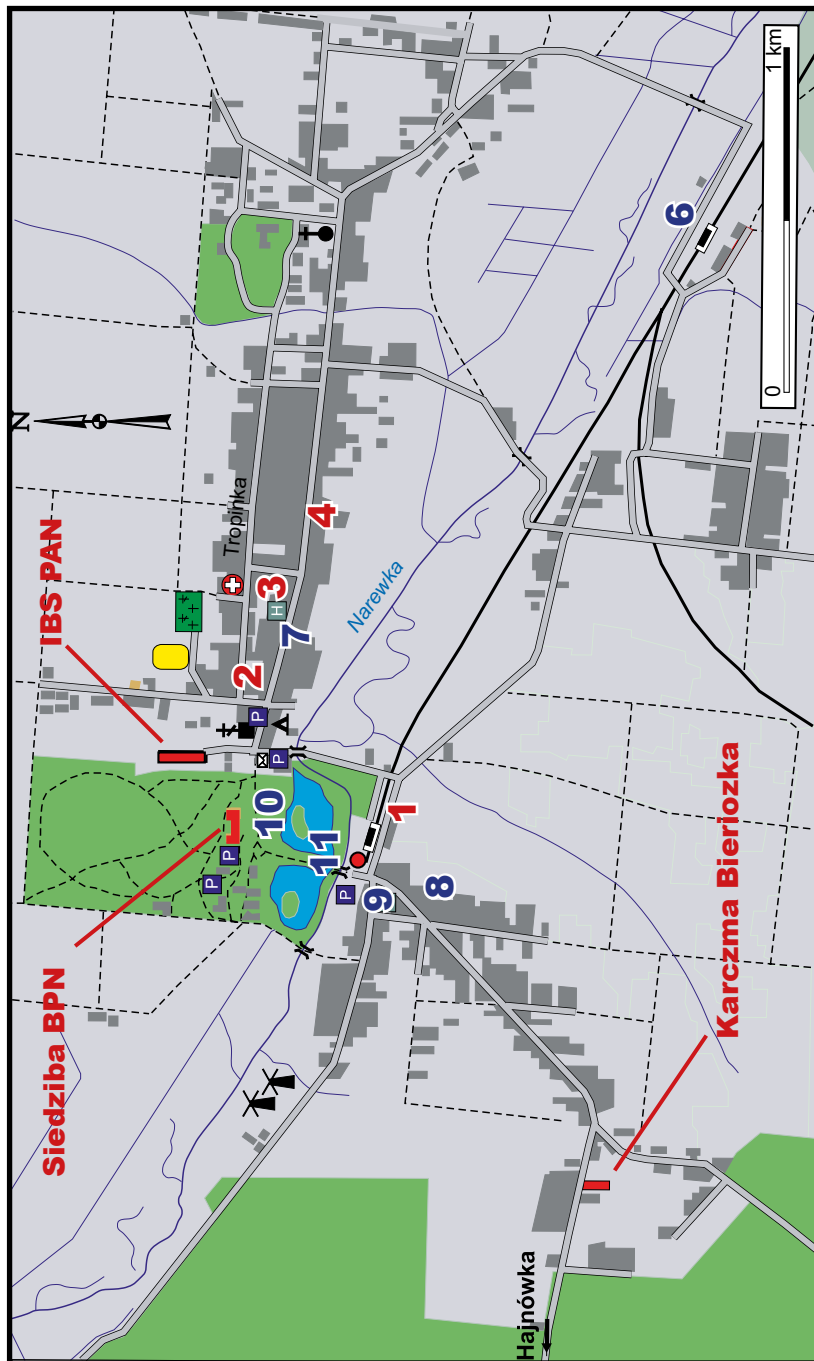 N
IBS PAN
Siedziba BPN
Karczma Bieriozka
Tropinka
Narewka
Hajnówka
1
2
3
4
6
7
8
9
10
11
H
P
P
P
P
P
0 1 km